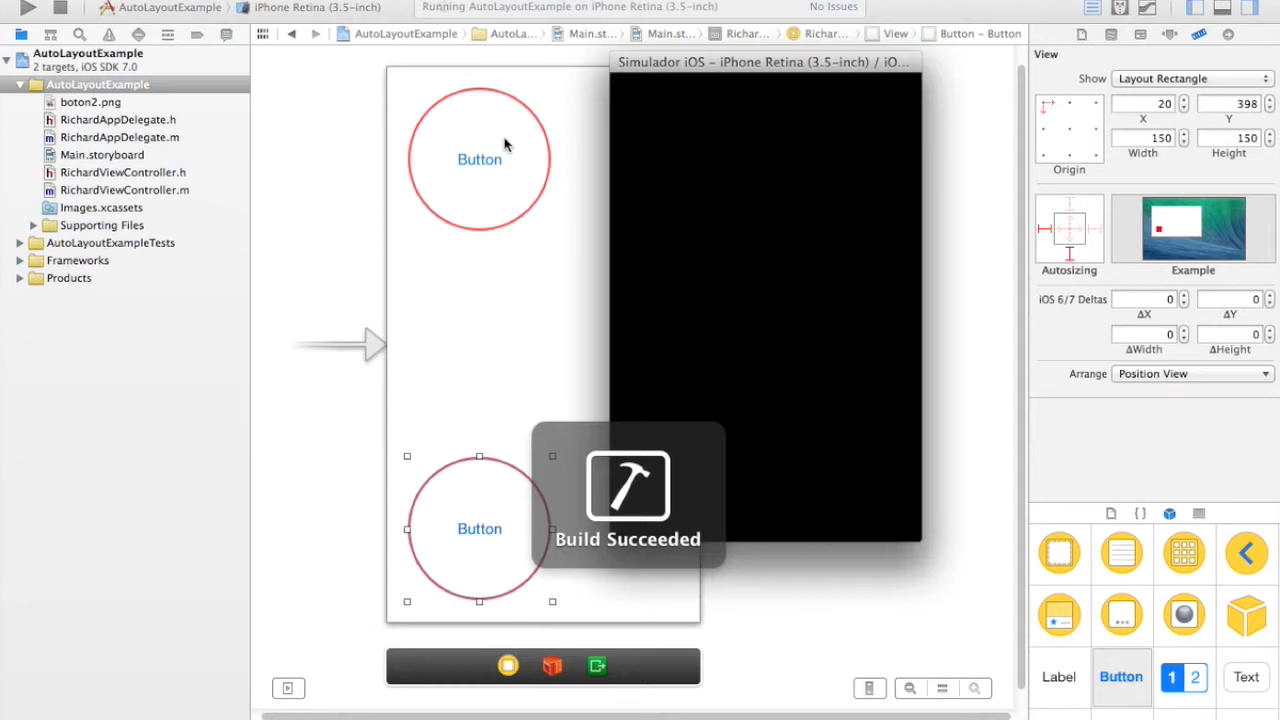 AutoLayoutExample
iPhone Retina (3.5-inch)
Running AutoLayoutExample on iPhone Retina (3.5-inch)
No Issues
AutoLayoutExample
AutoLa...
Main.st...
Main.st...
Richar...
Richar...
View
Button - Button
AutoLayoutExample
2 targets, iOS SDK 7.0
AutoLayoutExample
boton2.png
RichardAppDelegate.h
RichardAppDelegate.m
Main.storyboard
RichardViewController.h
RichardViewController.m
Images.xcassets
Supporting Files
AutoLayoutExampleTests
Frameworks
Products
Button
Button
Simulador iOS - iPhone Retina (3.5-inch) / iO...
Build Succeeded
View
Show
Layout Rectangle
20
398
X
Y
150
150
Width
Height
Origin
Autosizing
Example
iOS 6/7 Deltas
0
0
ΔX
ΔY
0
0
ΔWidth
ΔHeight
Arrange
Position View
Label
Button
1 2
Text